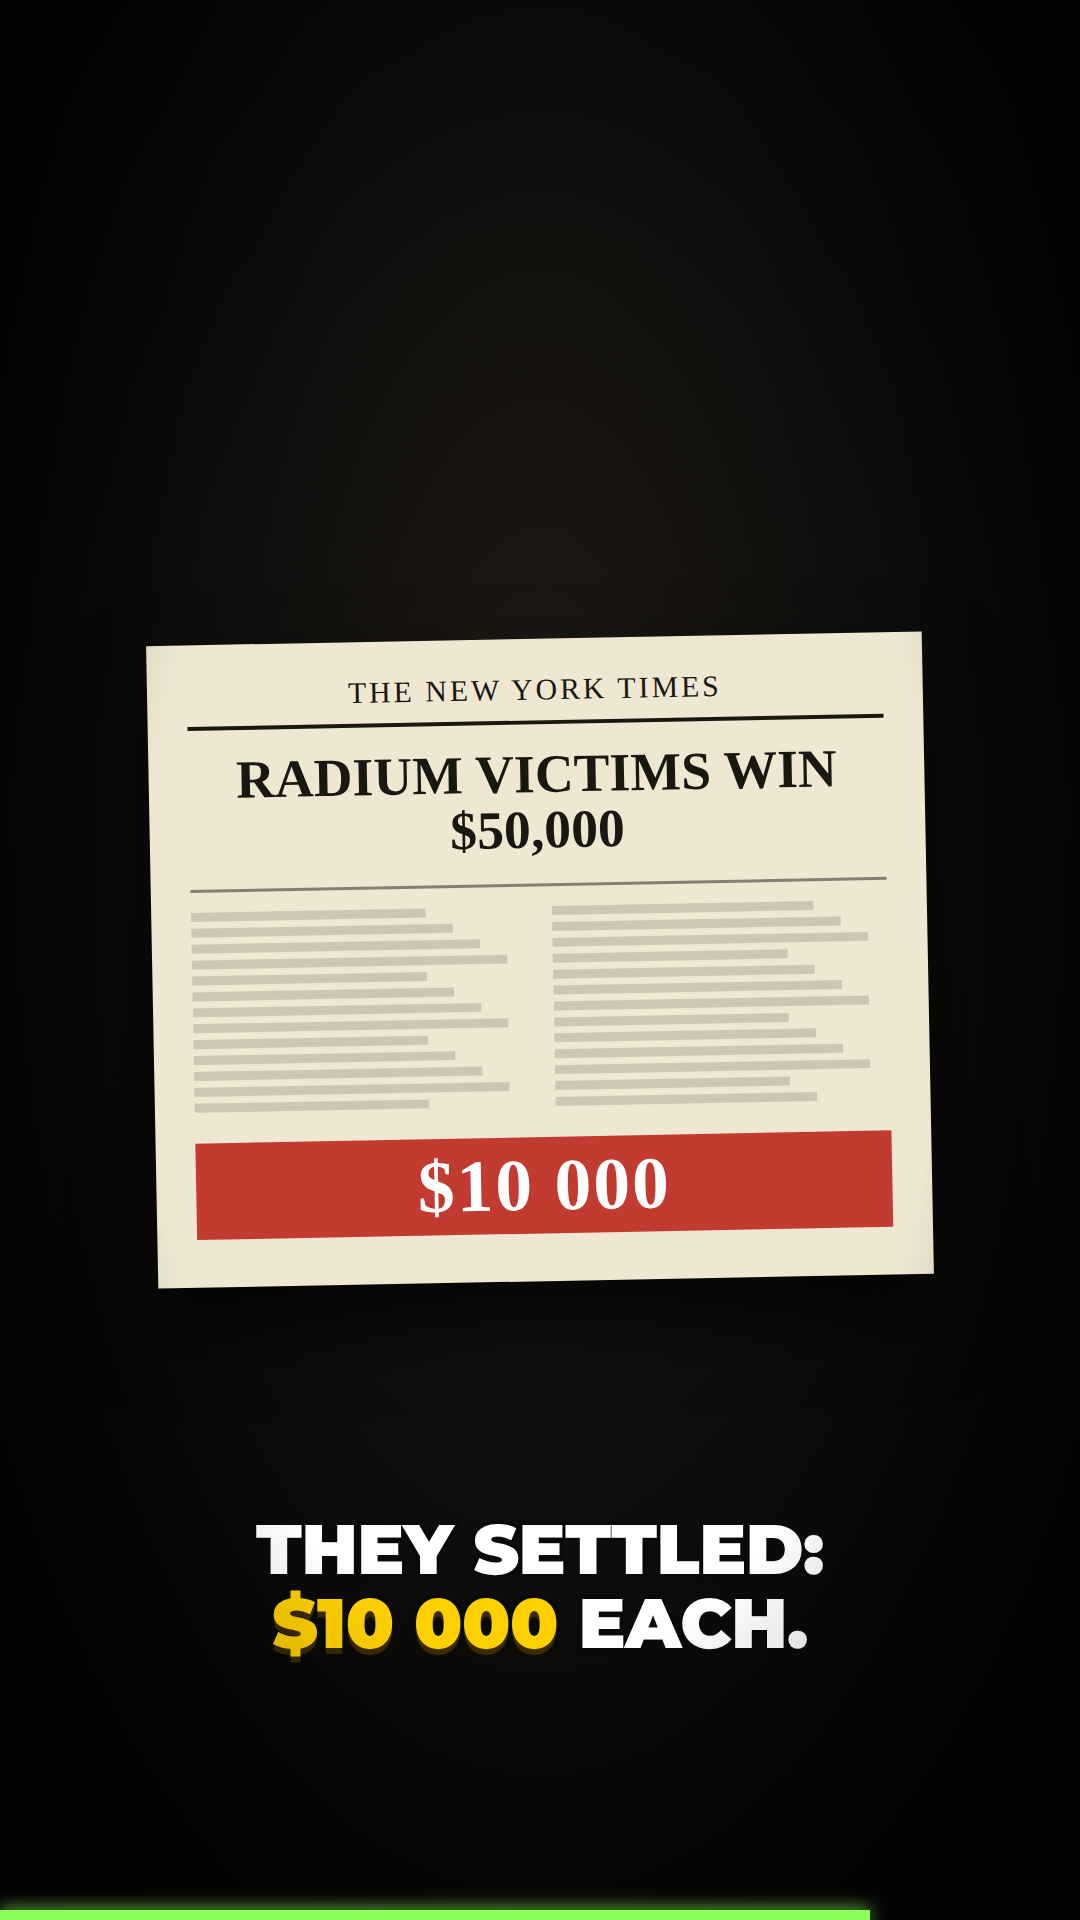 THE NEW YORK TIMES
RADIUM VICTIMS WIN
$50,000
$10 000
THEY SETTLED:
$10 000 EACH.